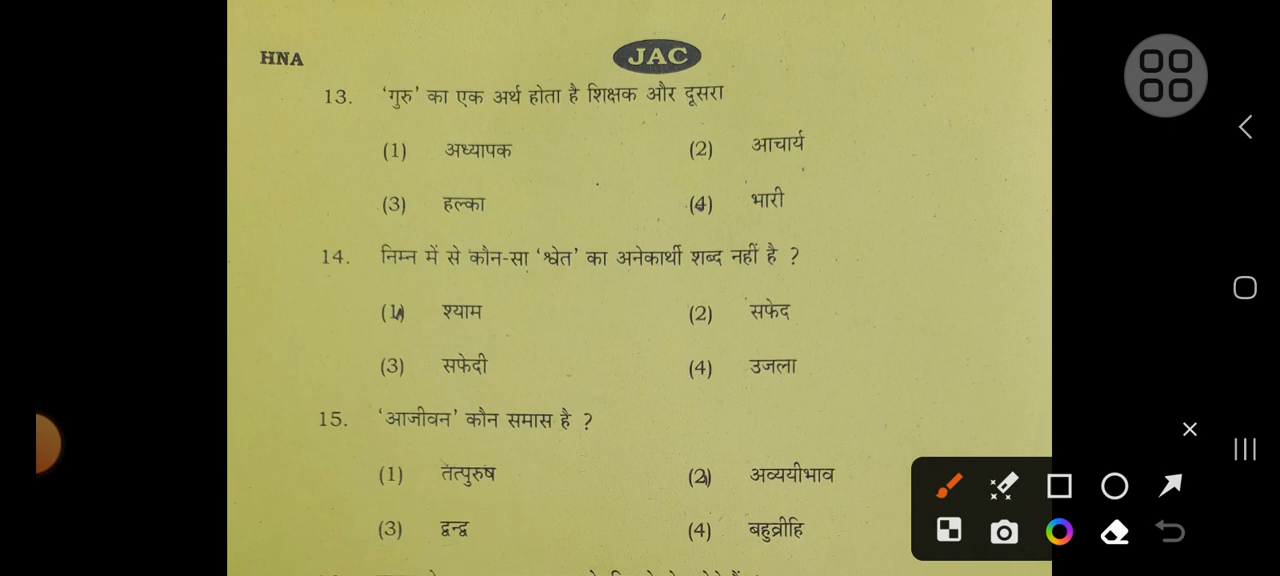 HNA
JAC
13. 'गुरु' का एक अर्थ होता है शिक्षक और दूसरा
(1) अध्यापक (2) आचार्य
(3) हल्का (4) भारी
14. निम्न में से कौन-सा 'श्वेत' का अनेकार्थी शब्द नहीं है ?
(1) श्याम (2) सफेद
(3) सफेदी (4) उजला
15. 'आजीवन' कौन समास है ?
(1) तत्पुरुष (2) अव्ययीभाव
(3) द्वन्द्व (4) बहुव्रीहि